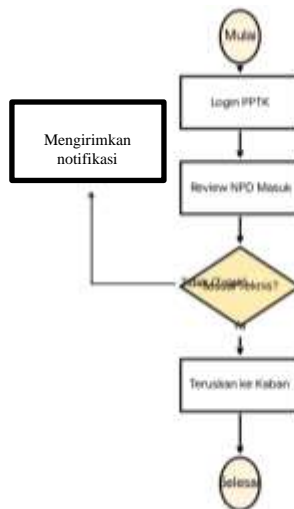 Mulai
Login PPTK
Mengirimkan
notifikasi
Review NPD Masuk
Teruskan ke Kaban
Selesai